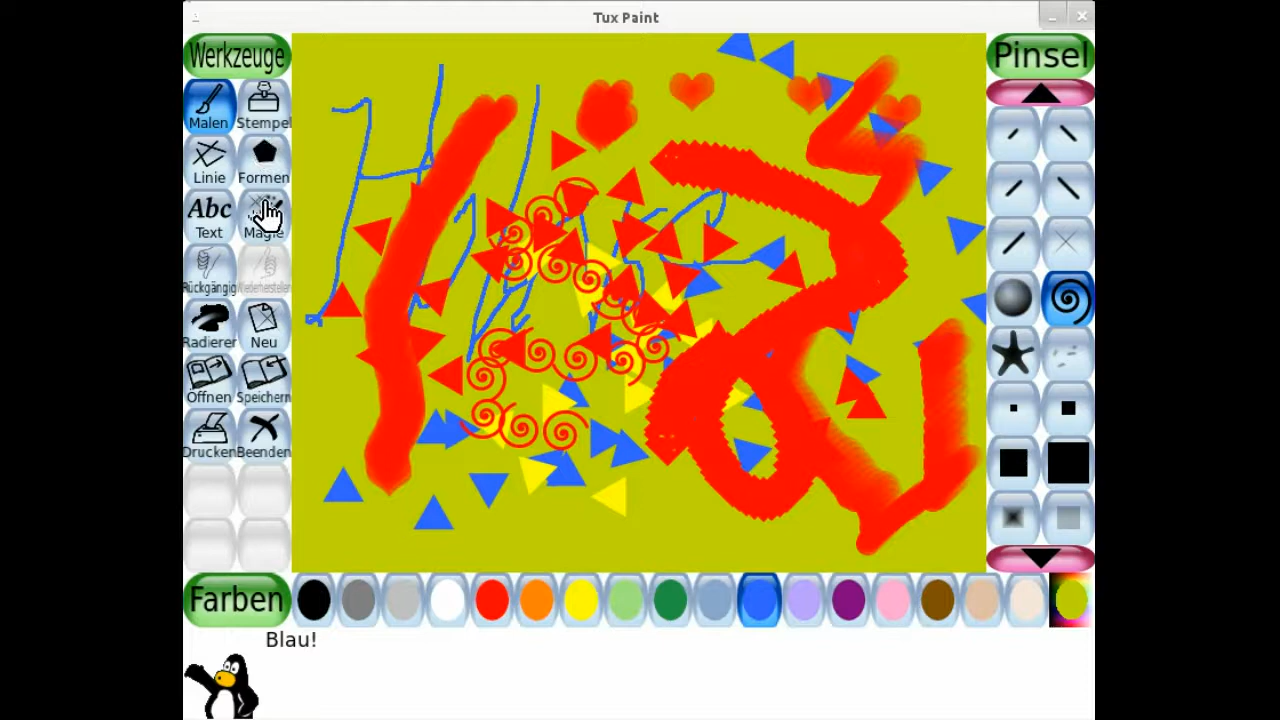 Tux Paint
Werkzeuge
Pinsel
Malen
Stempel
Linie
Formen
Abc
Text
Magie
Rückgängig
Radierer
Neu
Öffnen
Speichern
Drucken
Beenden
Farben
Blau!